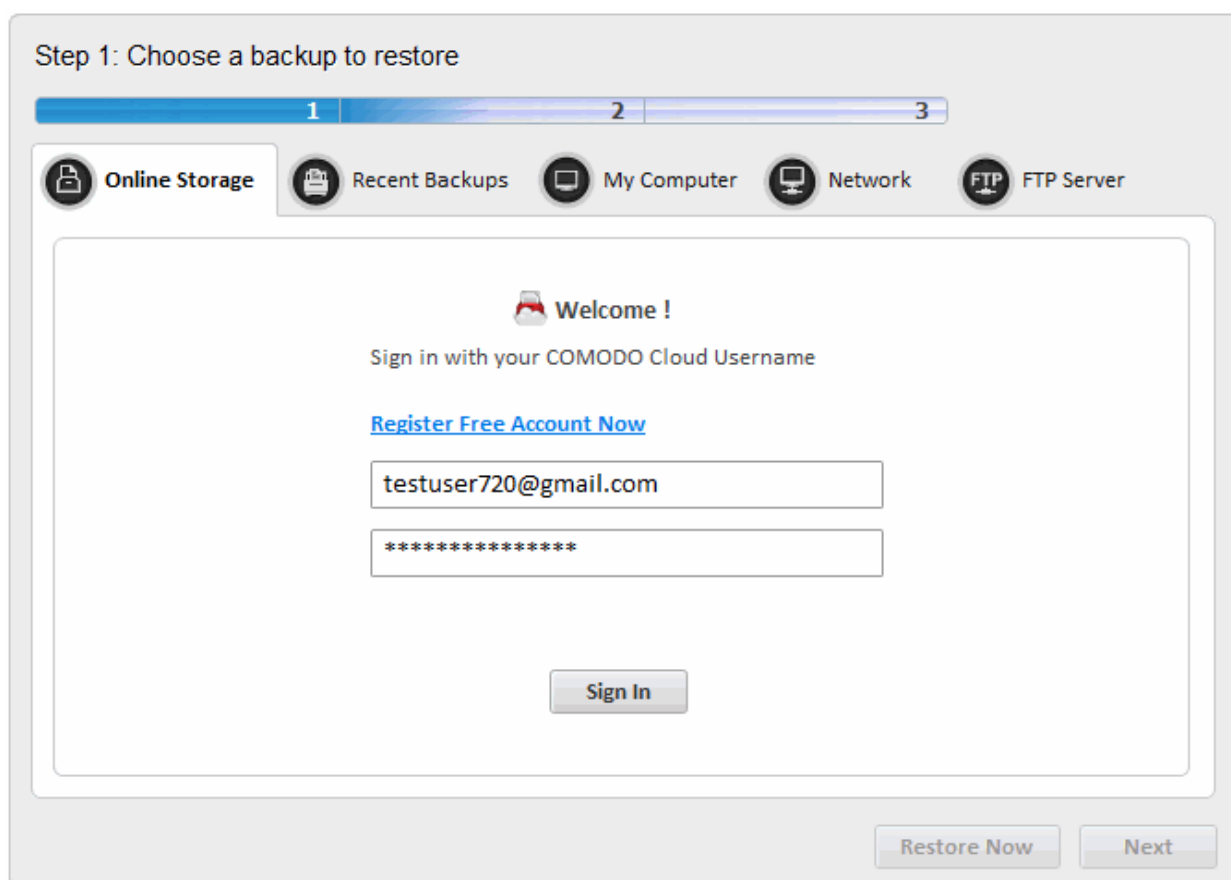 Step 1: Choose a backup to restore
1 2 3
Online Storage Recent Backups My Computer Network FTP FTP Server
Welcome !
Sign in with your COMODO Cloud Username
Register Free Account Now
testuser720@gmail.com
***************
Sign In
Restore Now Next